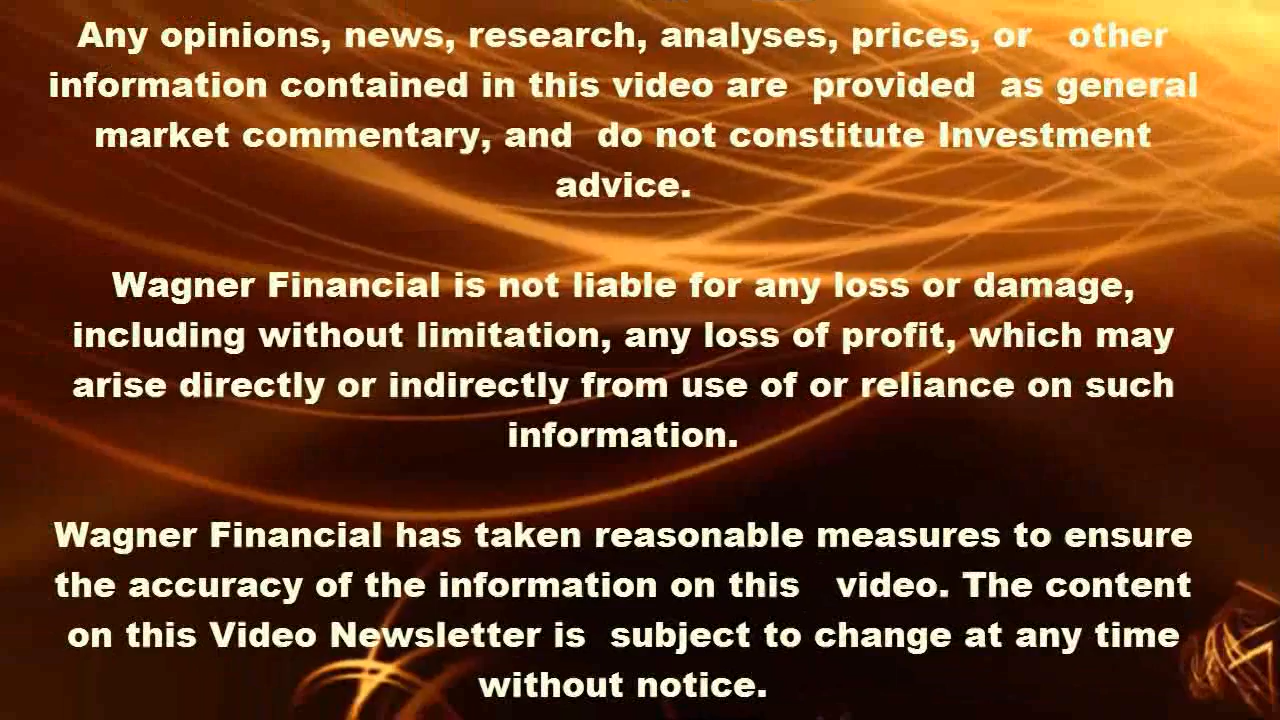 Any opinions, news, research, analyses, prices, or other
information contained in this video are provided as general
market commentary, and do not constitute Investment
advice.
Wagner Financial is not liable for any loss or damage,
including without limitation, any loss of profit, which may
arise directly or indirectly from use of or reliance on such
information.
Wagner Financial has taken reasonable measures to ensure
the accuracy of the information on this video. The content
on this Video Newsletter is subject to change at any time
without notice.